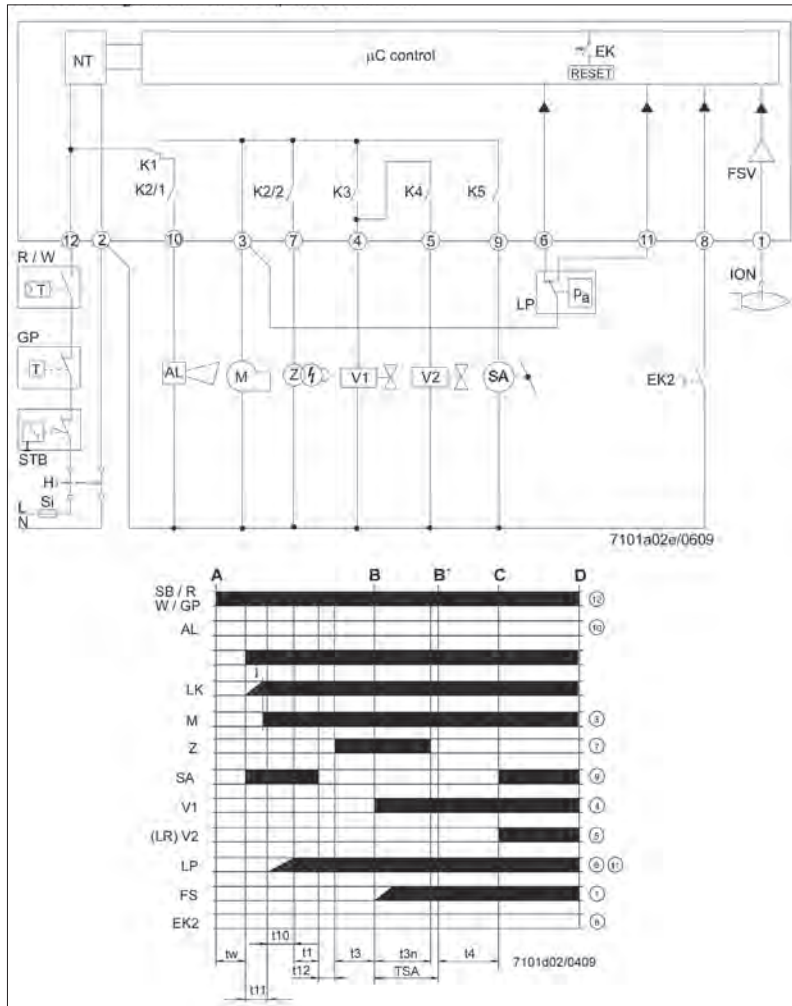 NT
μC control
EK
RESET
FSV
K1
K2/1
K2/2
K3
K4
K5
12 2 10 3 7 4 5 9 6 11 8 1
R / W
T
LP
Pa
ION
GP
T
AL
M
Z
V1
V2
SA
EK2
STB
H
Si
L
N
7101a02e/0609
A B B' C D
SB / R
W / GP
12
AL
10
LK
M
3
Z
7
SA
9
V1
4
(LR) V2
5
LP
6 11
FS
1
EK2
8
t10
tw t1 t3 t3n t4
t12 TSA
7101d02/0409
t11